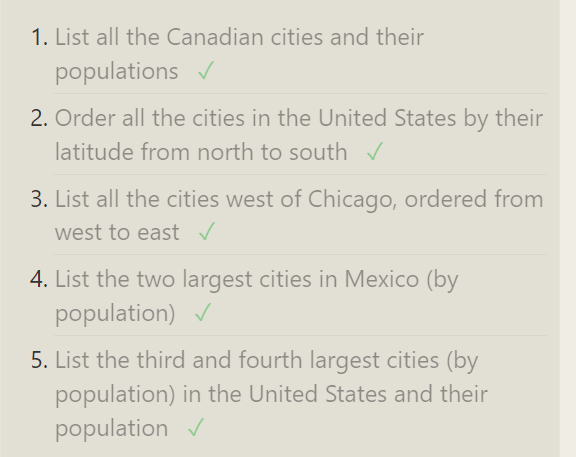 1. List all the Canadian cities and their
populations ✓
2. Order all the cities in the United States by their
latitude from north to south ✓
3. List all the cities west of Chicago, ordered from
west to east ✓
4. List the two largest cities in Mexico (by
population) ✓
5. List the third and fourth largest cities (by
population) in the United States and their
population ✓